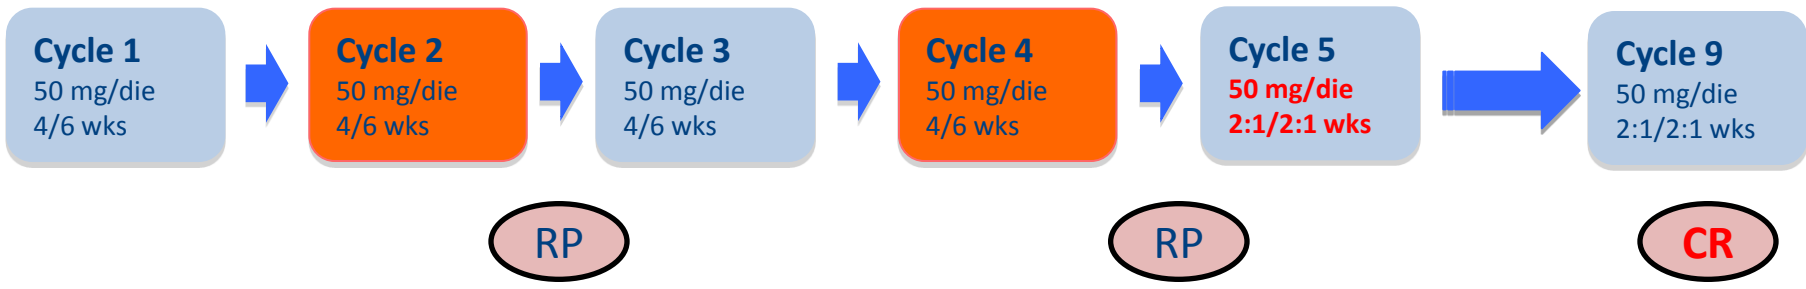 Cycle 1
50 mg/die
4/6 wks
Cycle 2
50 mg/die
4/6 wks
Cycle 3
50 mg/die
4/6 wks
Cycle 4
50 mg/die
4/6 wks
Cycle 5
50 mg/die
2:1/2:1 wks
Cycle 9
50 mg/die
2:1/2:1 wks
RP
RP
CR